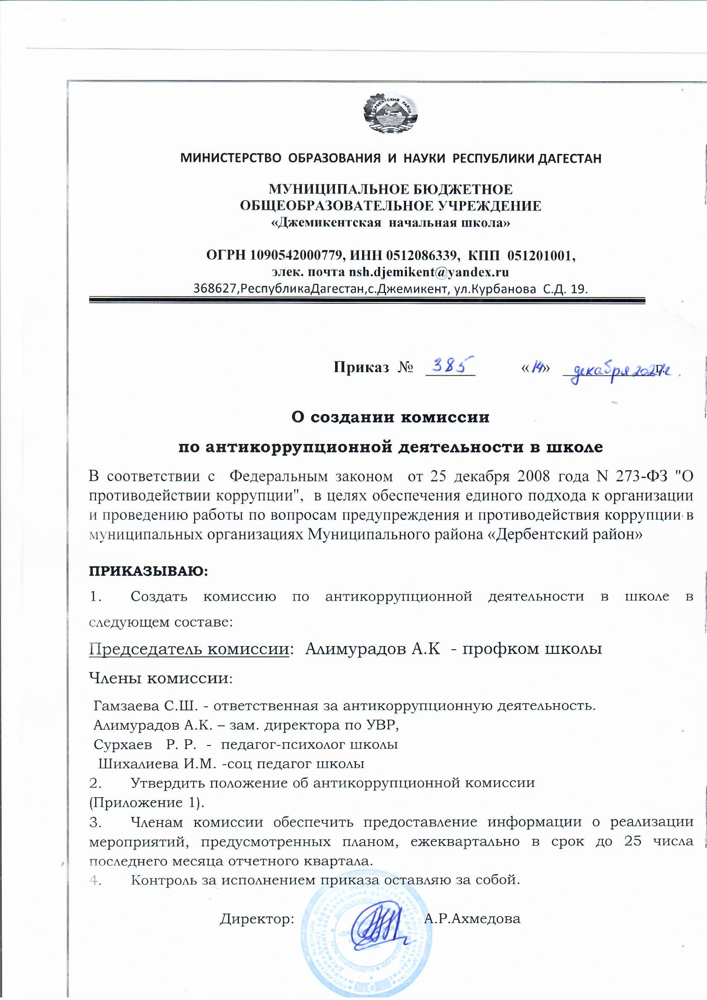 ДЕРБЕНТСКИЙ РАЙОН
МИНИСТЕРСТВО ОБРАЗОВАНИЯ И НАУКИ РЕСПУБЛИКИ ДАГЕСТАН
МУНИЦИПАЛЬНОЕ БЮДЖЕТНОЕ
ОБЩЕОБРАЗОВАТЕЛЬНОЕ УЧРЕЖДЕНИЕ
«Джемикентская начальная школа»
ОГРН 1090542000779, ИНН 0512086339, КПП 051201001,
элек. почта nsh.djemikent@yandex.ru
368627,РеспубликаДагестан,с.Джемикент, ул.Курбанова С.Д. 19.
Приказ № 385 «14» декабря 2021г. г.
О создании комиссии
по антикоррупционной деятельности в школе
В соответствии с Федеральным законом от 25 декабря 2008 года N 273-ФЗ "О
противодействии коррупции", в целях обеспечения единого подхода к организации
и проведению работы по вопросам предупреждения и противодействия коррупции в
муниципальных организациях Муниципального района «Дербентский район»
ПРИКАЗЫВАЮ:
1. Создать комиссию по антикоррупционной деятельности в школе в
следующем составе:
Председатель комиссии: Алимурадов А.К - профком школы
Члены комиссии:
Гамзаева С.Ш. - ответственная за антикоррупционную деятельность.
Алимурадов А.К. – зам. директора по УВР,
Сурхаев Р. Р. - педагог-психолог школы
Шихалиева И.М. -соц педагог школы
2. Утвердить положение об антикоррупционной комиссии
(Приложение 1).
3. Членам комиссии обеспечить предоставление информации о реализации
мероприятий, предусмотренных планом, ежеквартально в срок до 25 числа
последнего месяца отчетного квартала.
4. Контроль за исполнением приказа оставляю за собой.
Директор: А.Р.Ахмедова